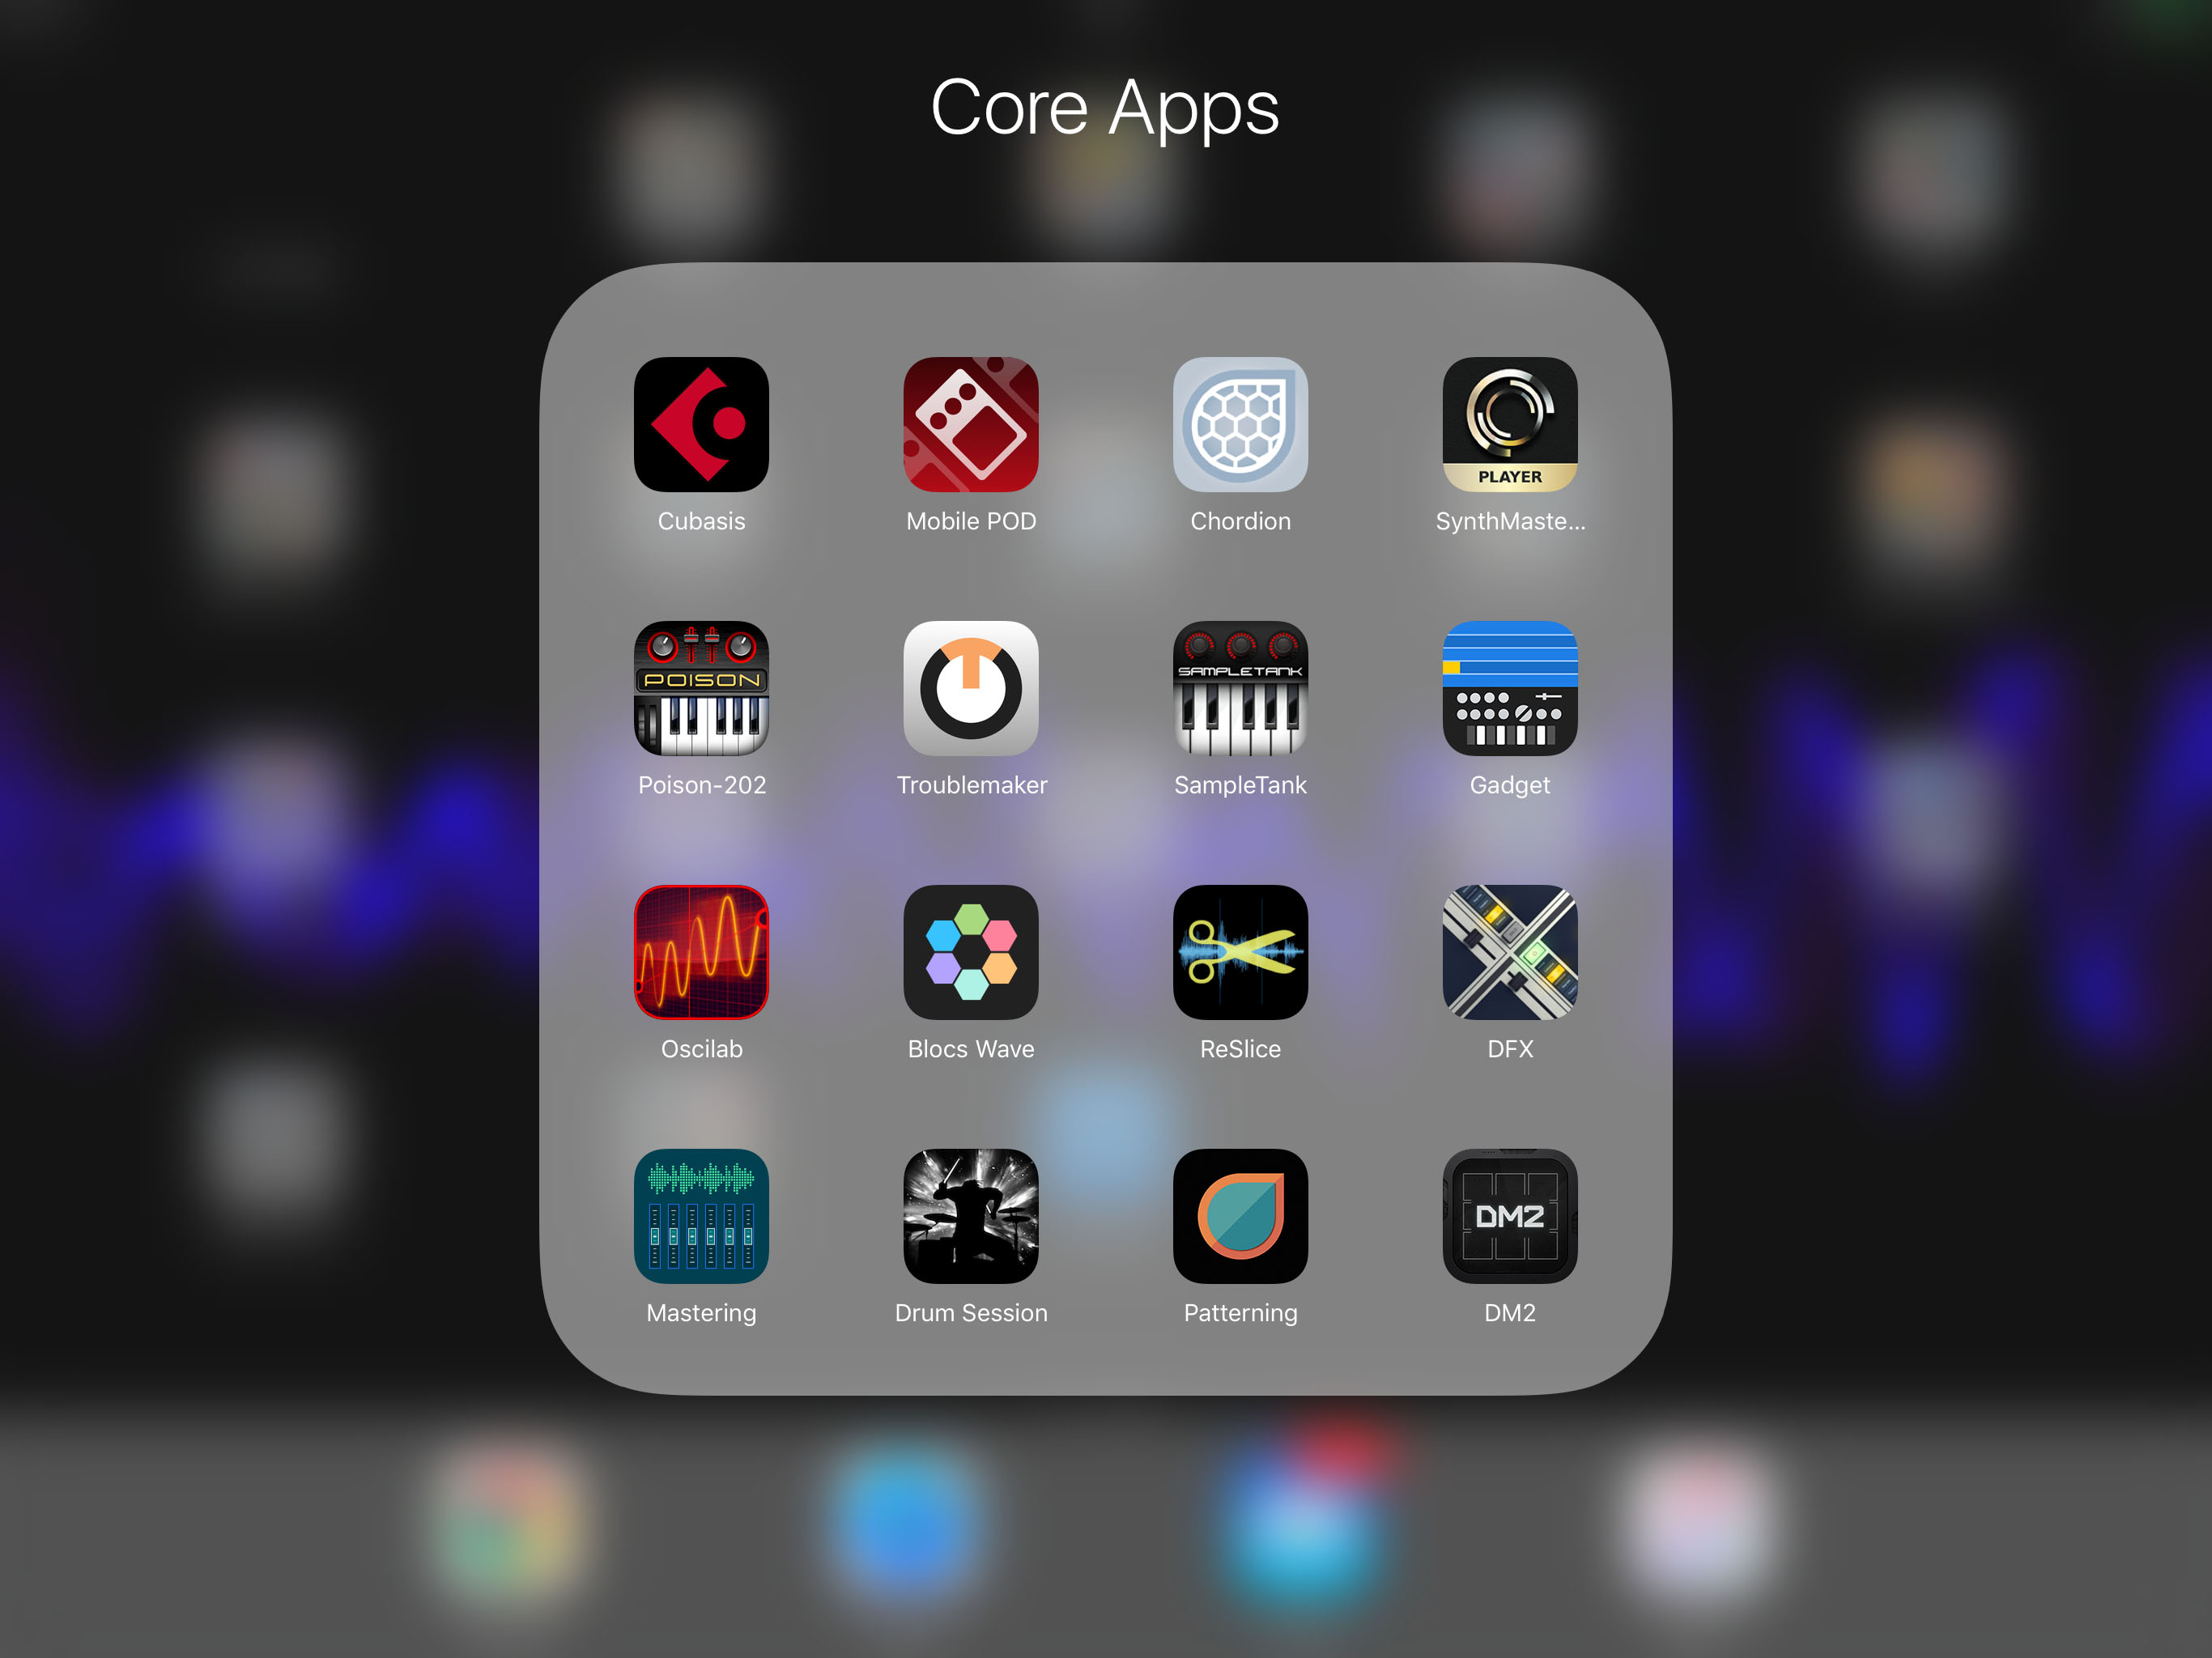 Core Apps
PLAYER
Cubasis
Mobile POD
Chordion
SynthMaste...
POISON
SAMPLETANK
Poison-202
Troublemaker
SampleTank
Gadget
Oscilab
Blocs Wave
ReSlice
DFX
DM2
Mastering
Drum Session
Patterning
DM2